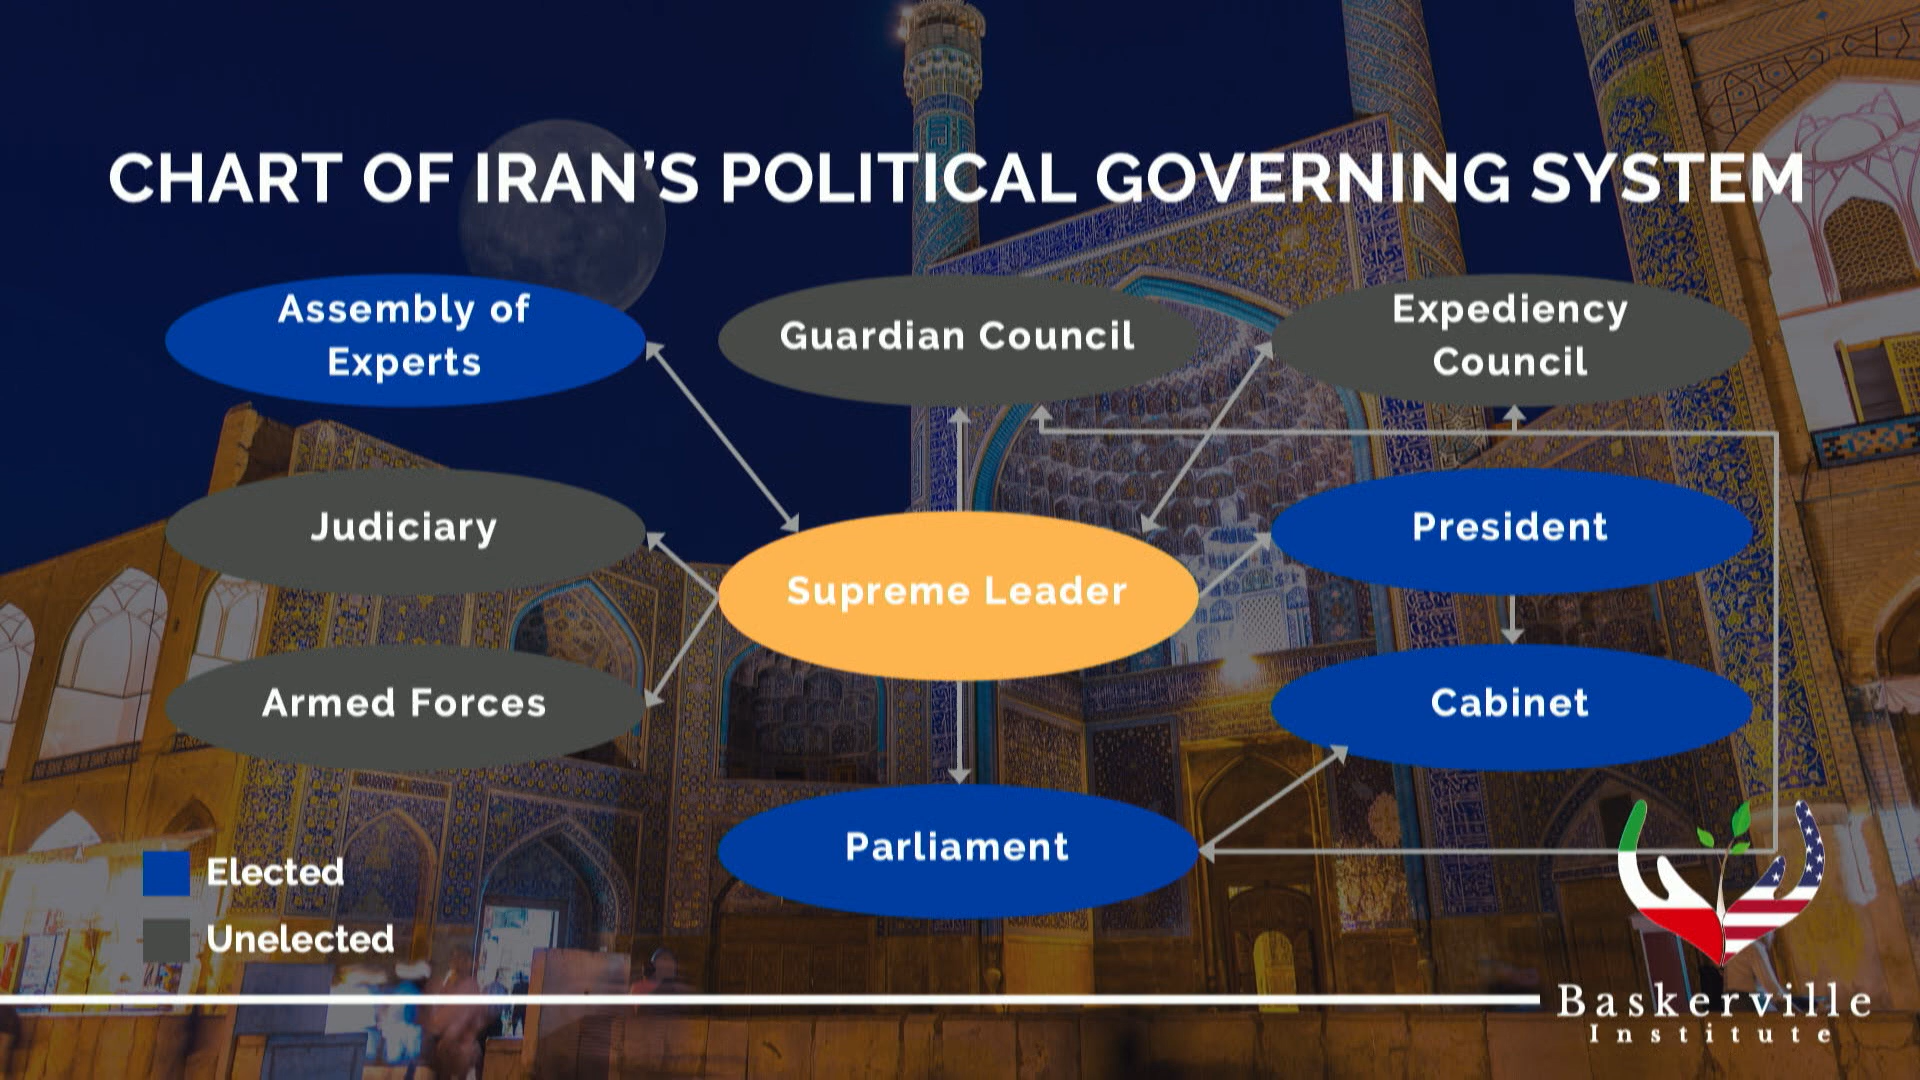 CHART OF IRAN'S POLITICAL GOVERNING SYSTEM
Assembly of
Experts
Guardian Council
Expediency
Council
Judiciary
President
Supreme Leader
Armed Forces
Cabinet
Parliament
Elected
Unelected
Baskerville
Institute